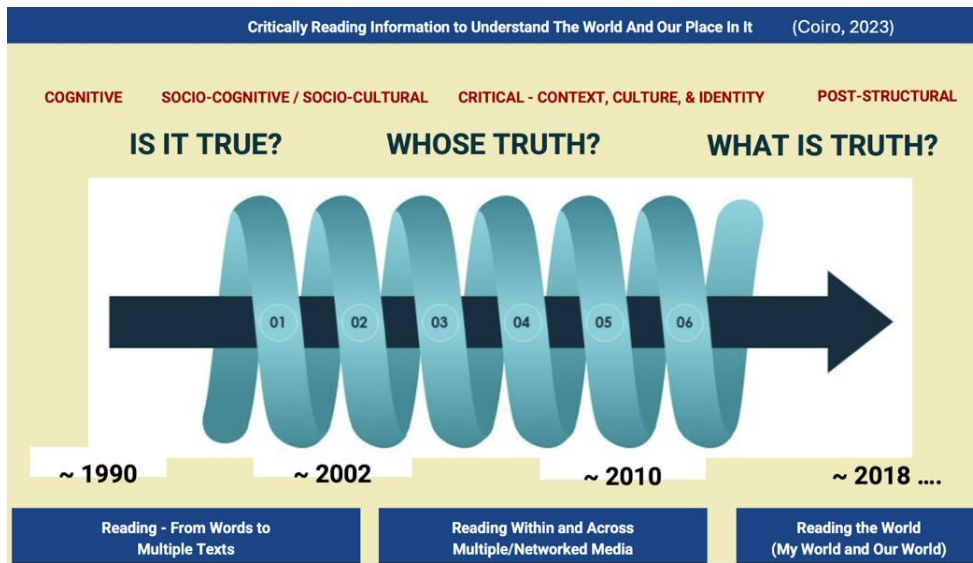 Critically Reading Information to Understand The World And Our Place In It (Coiro, 2023)
COGNITIVE SOCIO-COGNITIVE / SOCIO-CULTURAL CRITICAL - CONTEXT, CULTURE, & IDENTITY POST-STRUCTURAL
IS IT TRUE? WHOSE TRUTH? WHAT IS TRUTH?
01 02 03 04 05 06
~ 1990 ~ 2002 ~ 2010 ~ 2018 ....
Reading - From Words to
Multiple Texts
Reading Within and Across
Multiple/Networked Media
Reading the World
(My World and Our World)